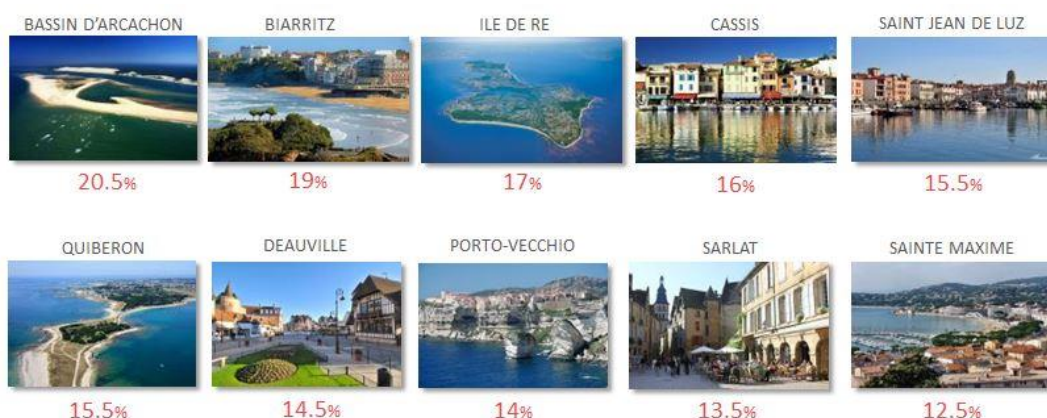 BASSIN D'ARCACHON
BIARRITZ
ILE DE RE
CASSIS
SAINT JEAN DE LUZ
20.5%
19%
17%
16%
15.5%
QUIBERON
DEAUVILLE
PORTO-VECCHIO
SARLAT
SAINTE MAXIME
15.5%
14.5%
14%
13.5%
12.5%